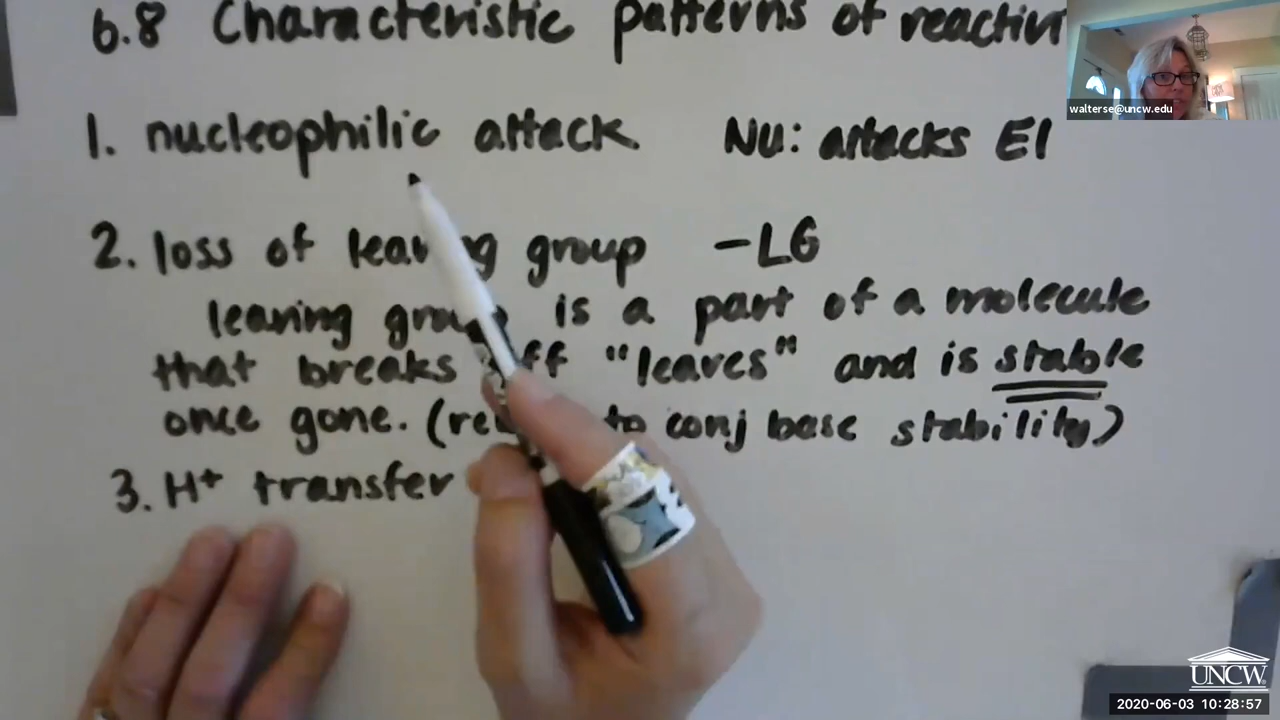 6.8 Characteristic patterns of
1. nucleophilic attack NU: attacks El
walterse@uncw.edu
2. loss of group -LG
leaving is a part of a molecule
that breaks "leaves" and is stable
once gone. to conj base stability)
3. H+ transfer
UNCW
2020-06-03 10:28:57